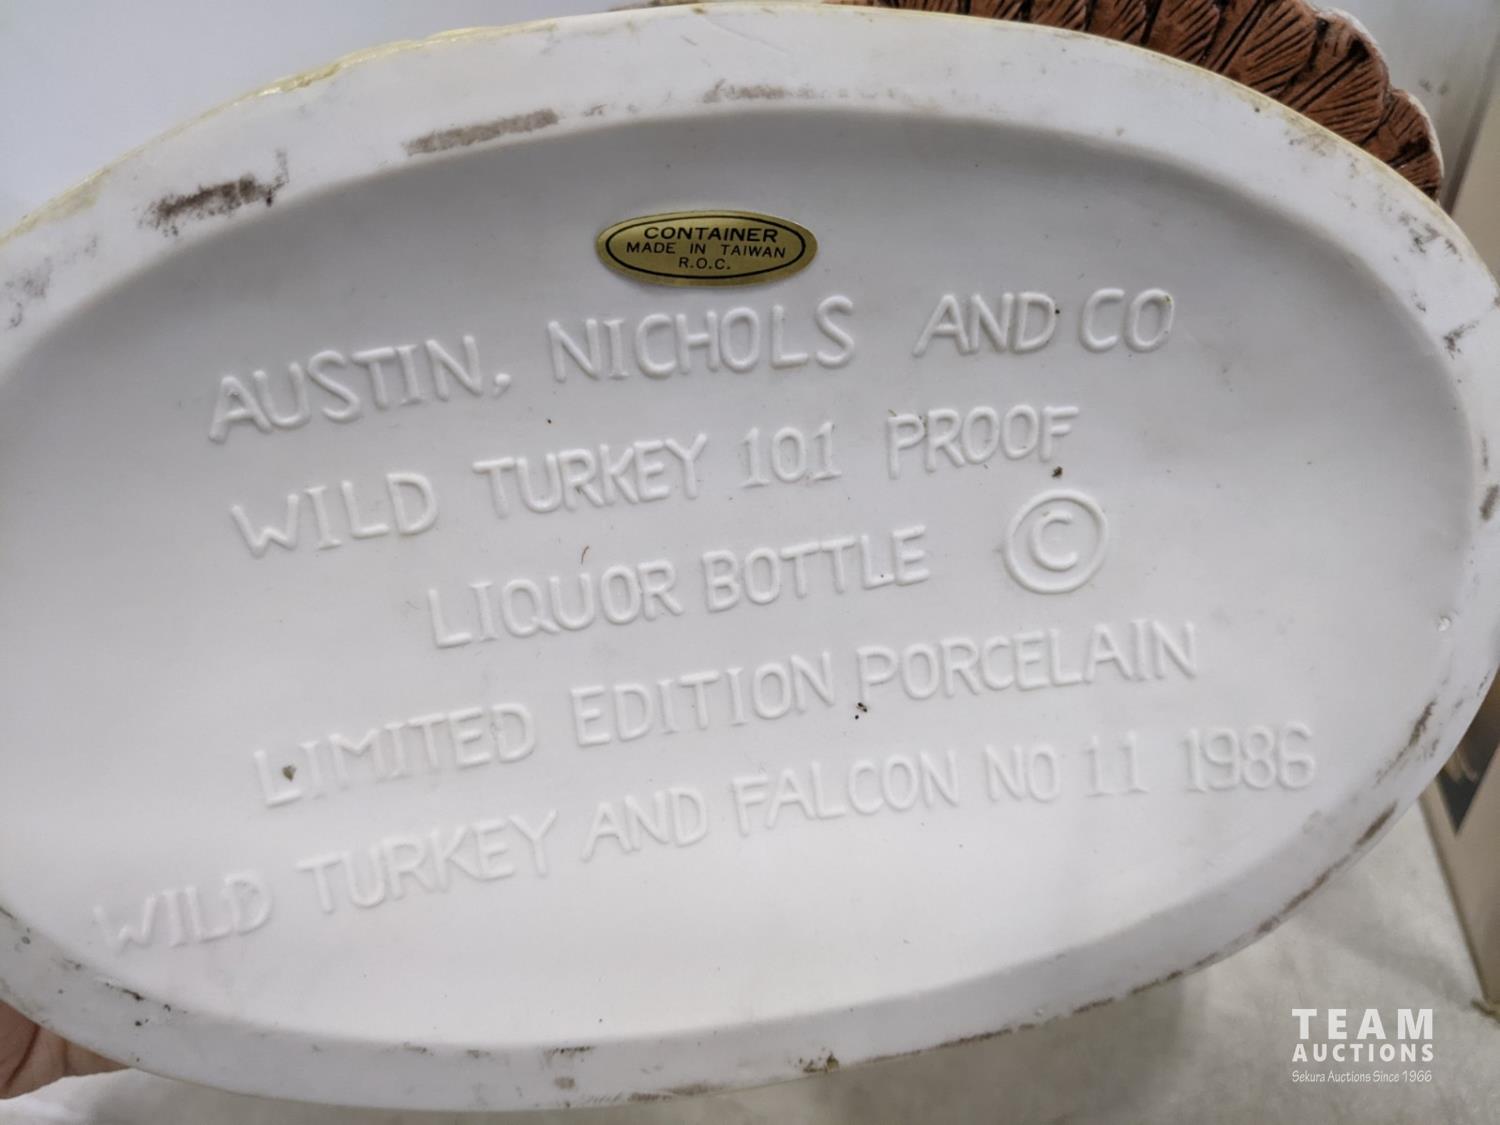 CONTAINER
MADE IN TAIWAN
R.O.C.
AUSTIN, NICHOLS AND CO
WILD TURKEY 101 PROOF
LIQUOR BOTTLE ©
LIMITED EDITION PORCELAIN
WILD TURKEY AND FALCON NO 11 1986
TEAM
AUCTIONS
Sekura Auctions Since 1966